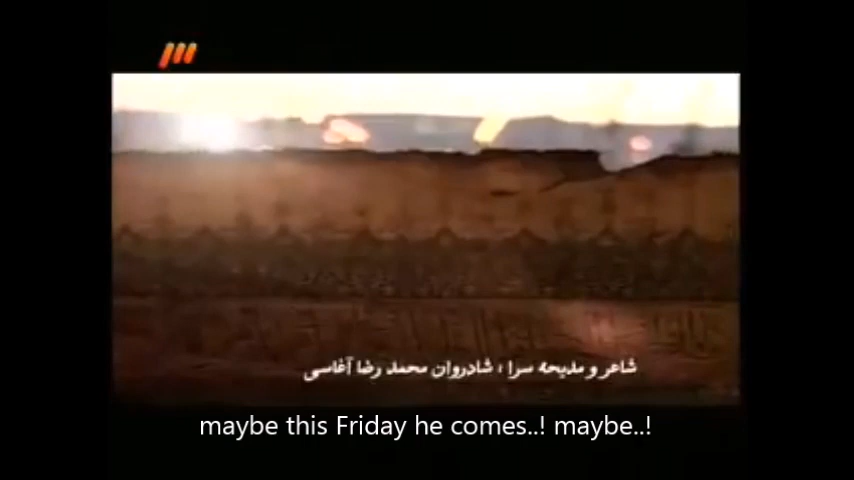 شاعر و مدیحه سرا : شادروان محمد رضا آغاسی
maybe this Friday he comes..! maybe..!